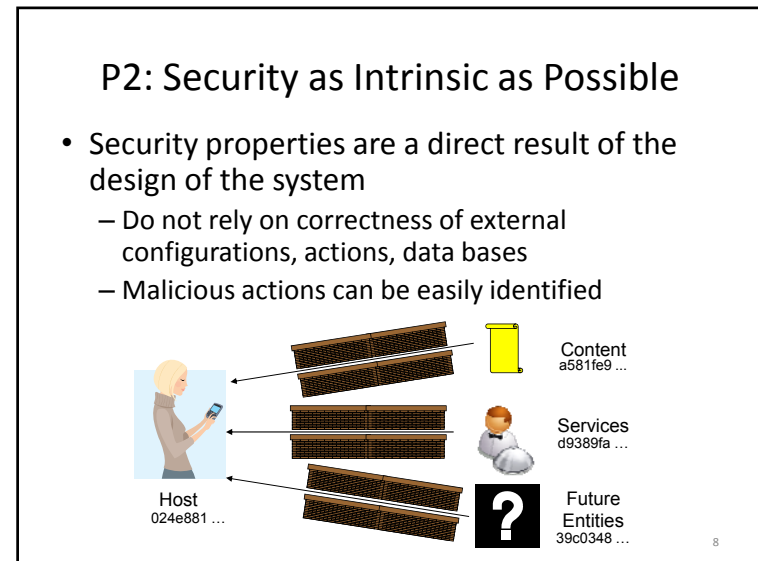 P2: Security as Intrinsic as Possible
• Security properties are a direct result of the
design of the system
– Do not rely on correctness of external
configurations, actions, data bases
– Malicious actions can be easily identified
Content
a581fe9 ...
Services
d9389fa …
Host
024e881 …
?
Future
Entities
39c0348 …
8